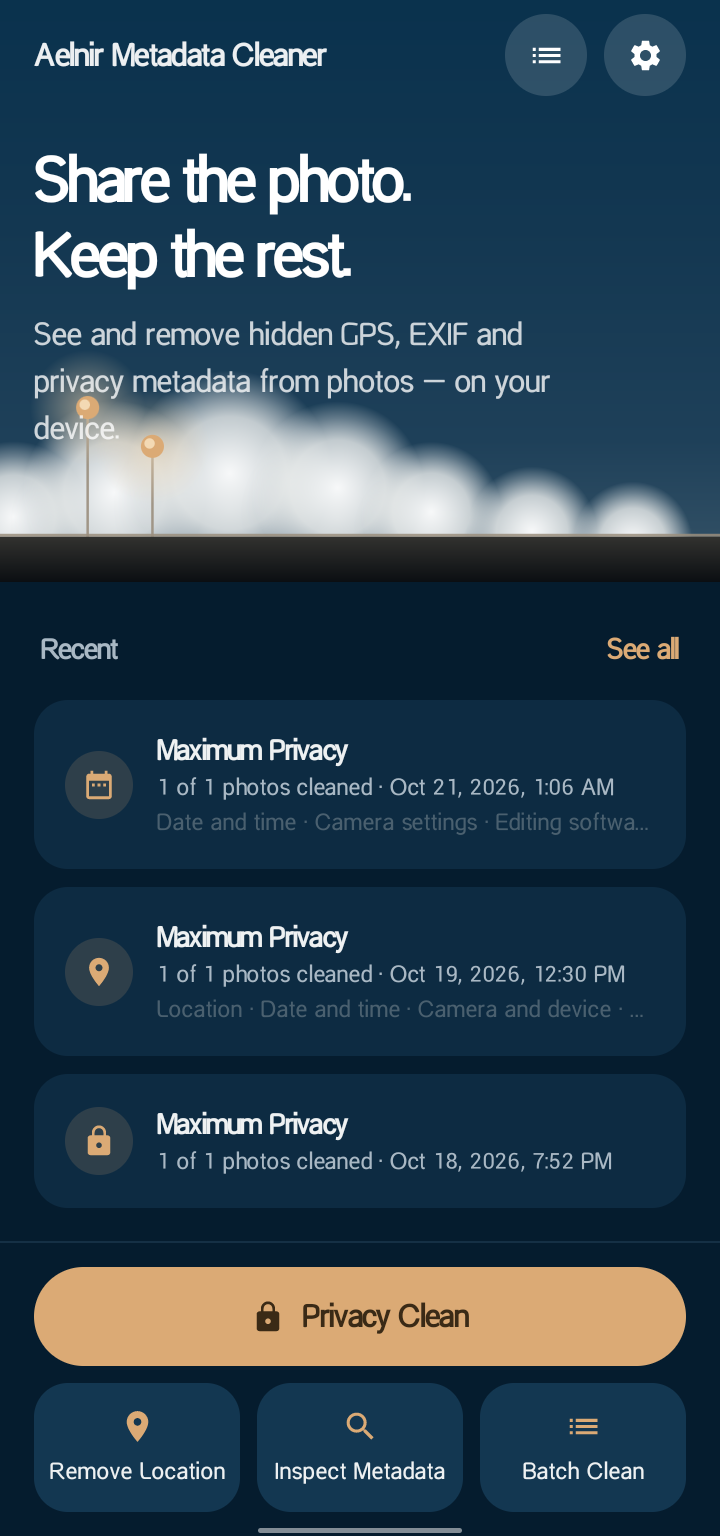 Aelnir Metadata Cleaner
Share the photo.
Keep the rest.
See and remove hidden GPS, EXIF and
privacy metadata from photos — on your
device.
Recent
See all
Maximum Privacy
1 of 1 photos cleaned · Oct 21, 2026, 1:06 AM
Date and time · Camera settings · Editing softwa...
Maximum Privacy
1 of 1 photos cleaned · Oct 19, 2026, 12:30 PM
Location · Date and time · Camera and device · ...
Maximum Privacy
1 of 1 photos cleaned · Oct 18, 2026, 7:52 PM
Privacy Clean
Remove Location
Inspect Metadata
Batch Clean